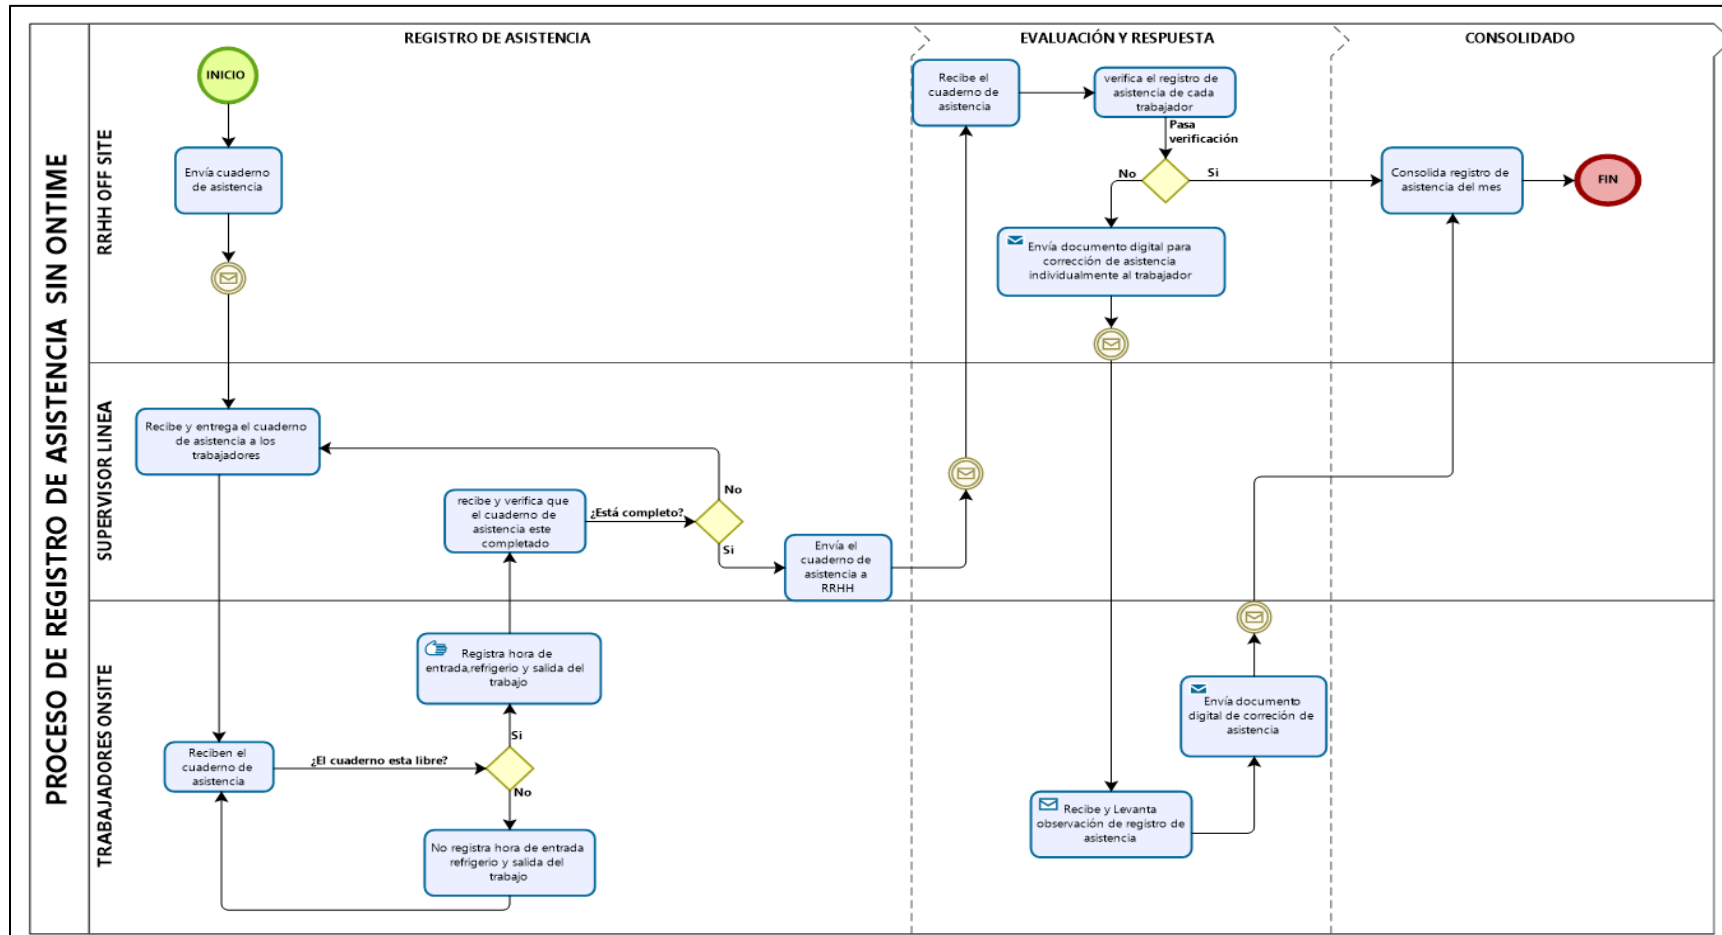 PROCESO DE REGISTRO DE ASISTENCIA SIN ONTIME
REGISTRO DE ASISTENCIA
EVALUACIÓN Y RESPUESTA
CONSOLIDADO
RRHH OFF SITE
INICIO
Envía cuaderno
de asistencia
Recibe el
cuaderno de
asistencia
verifica el registro de
asistencia de cada
trabajador
Pasa
verificación
No
Si
Envía documento digital para
corrección de asistencia
individualmente al trabajador
Consolida registro de
asistencia del mes
FIN
SUPERVISOR LINEA
Recibe y entrega el cuaderno
de asistencia a los
trabajadores
recibe y verifica que
el cuaderno de
asistencia este
completado
¿Está completo?
No
Si
Envía el
cuaderno de
asistencia a
RRHH
TRABAJADORES ONSITE
Registra hora de
entrada,refrigerio y salida del
trabajo
Reciben el
cuaderno de
asistencia
¿El cuaderno esta libre?
Si
No
No registra hora de entrada
refrigerio y salida del
trabajo
Envía documento
digital de correción de
asistencia
Recibe y Levanta
observación de registro de
asistencia